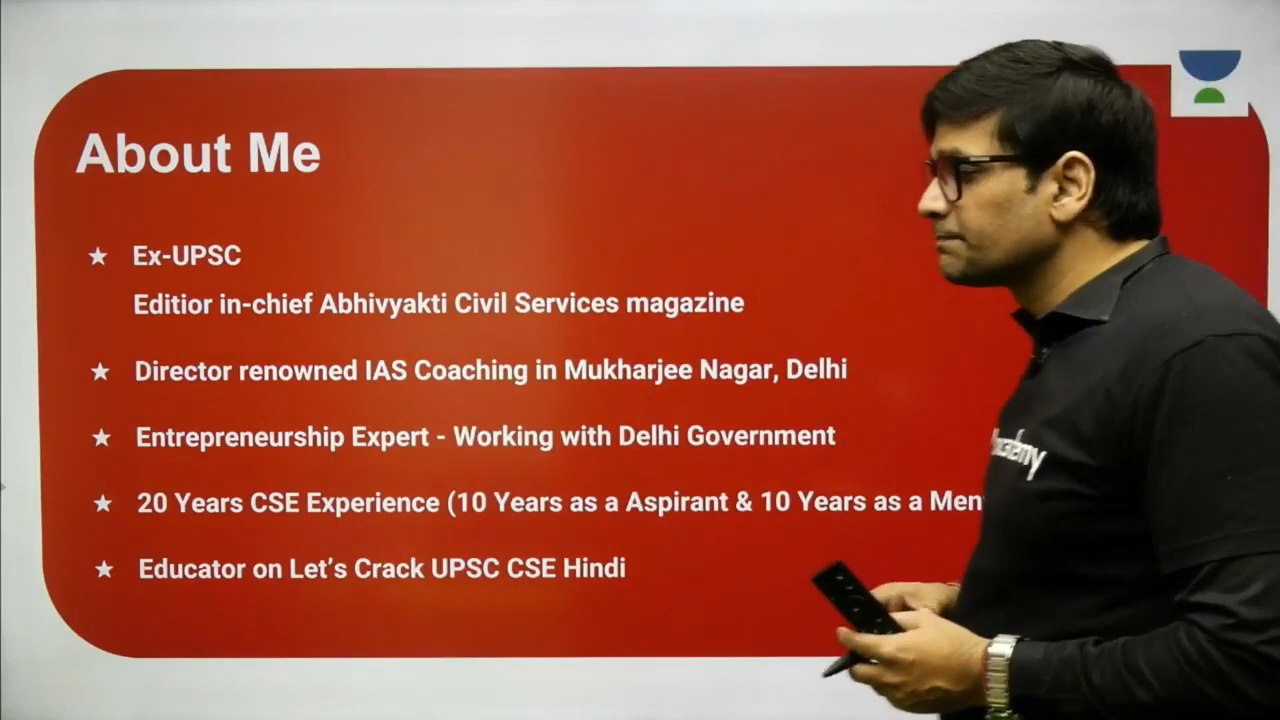 About Me
★ Ex-UPSC
Editior in-chief Abhivyakti Civil Services magazine
★ Director renowned IAS Coaching in Mukharjee Nagar, Delhi
★ Entrepreneurship Expert - Working with Delhi Government
★ 20 Years CSE Experience (10 Years as a Aspirant & 10 Years as a
★ Educator on Let’s Crack UPSC CSE Hindi